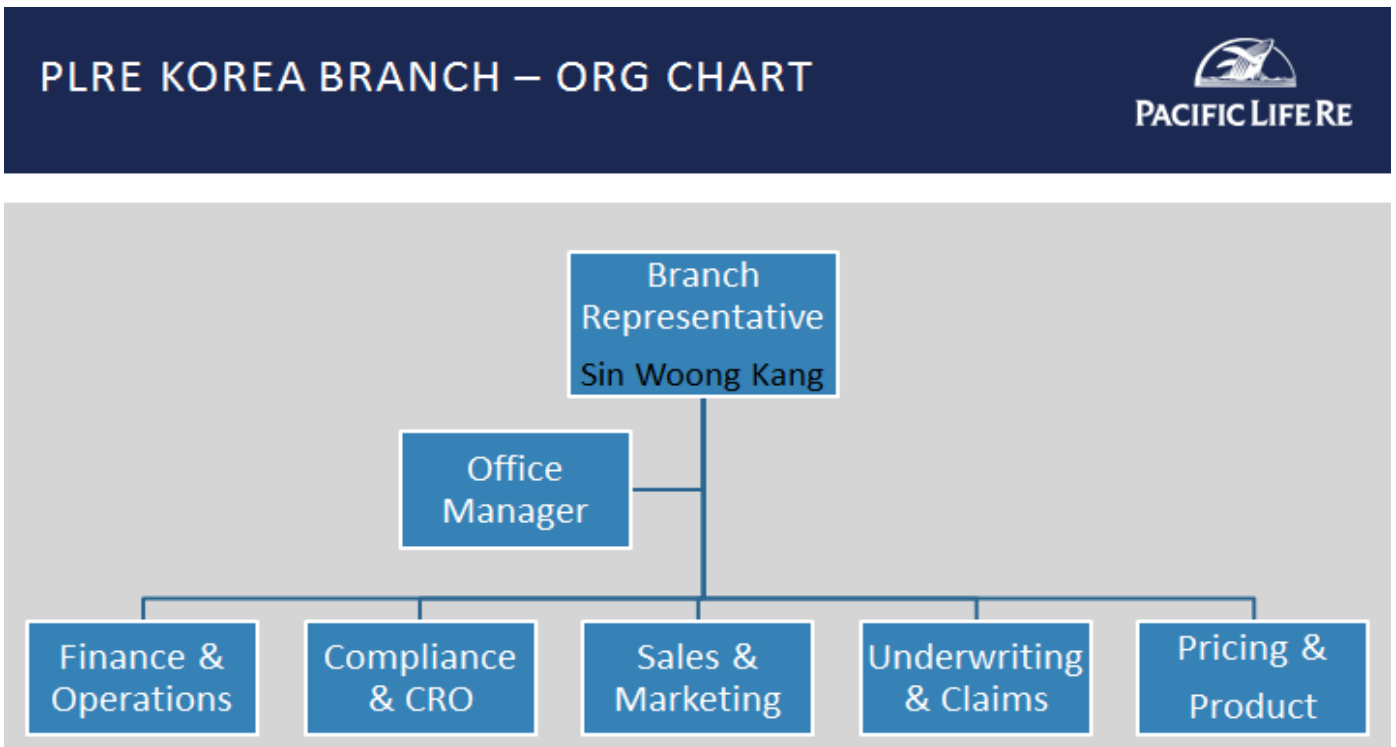 PLRE KOREA BRANCH – ORG CHART
PACIFIC LIFE RE
Branch
Representative
Sin Woong Kang
Office
Manager
Finance &
Operations
Compliance
& CRO
Sales &
Marketing
Underwriting
& Claims
Pricing &
Product